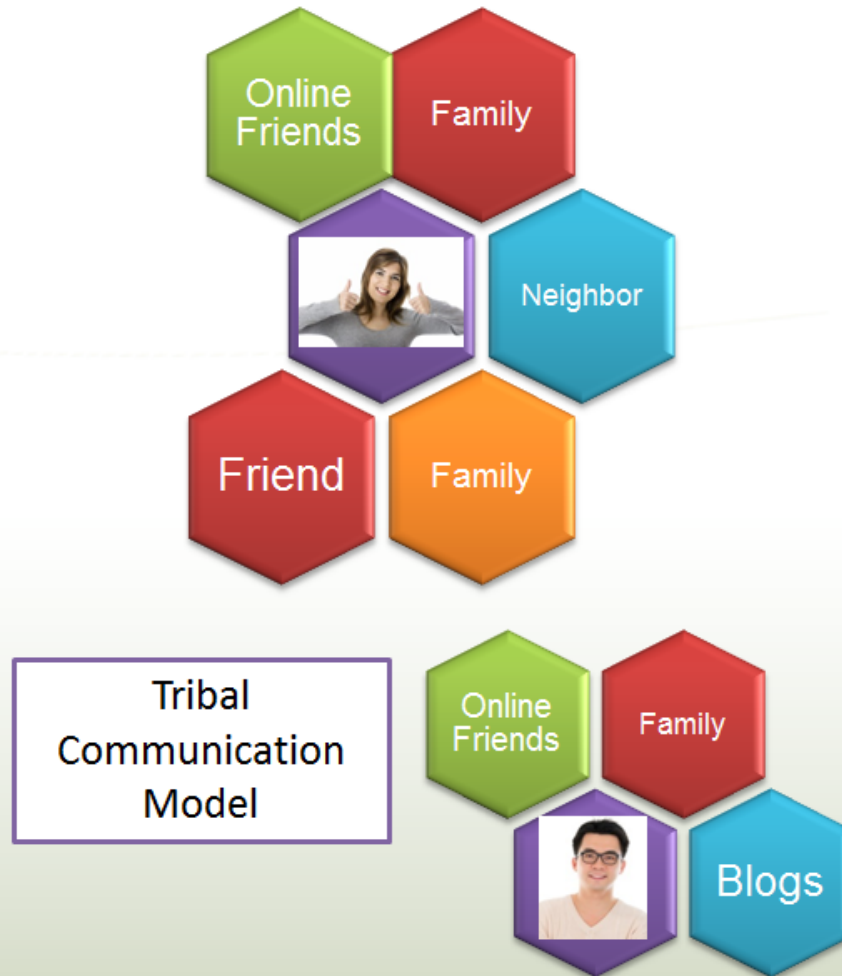 Online
Friends
Family
Neighbor
Friend
Family
Tribal
Communication
Model
Online
Friends
Family
Blogs